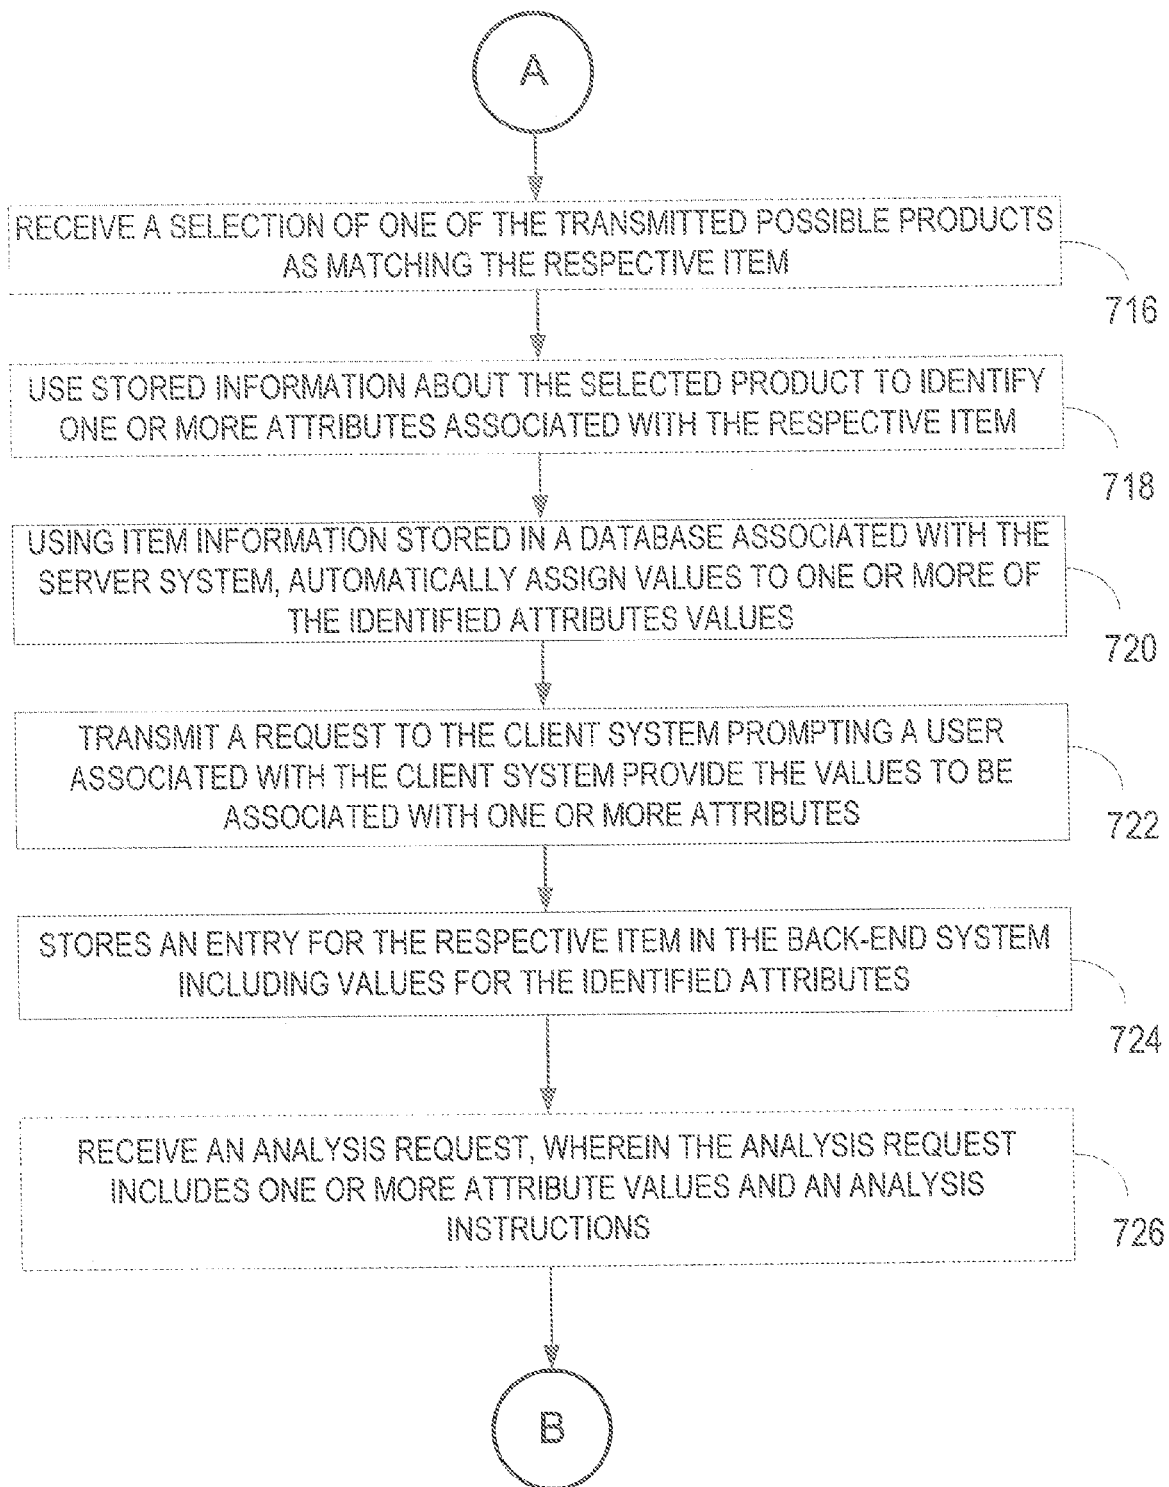 A
RECEIVE A SELECTION OF ONE OF THE TRANSMITTED POSSIBLE PRODUCTS
AS MATCHING THE RESPECTIVE ITEM
716
USE STORED INFORMATION ABOUT THE SELECTED PRODUCT TO IDENTIFY
ONE OR MORE ATTRIBUTES ASSOCIATED WITH THE RESPECTIVE ITEM
718
USING ITEM INFORMATION STORED IN A DATABASE ASSOCIATED WITH THE
SERVER SYSTEM, AUTOMATICALLY ASSIGN VALUES TO ONE OR MORE OF
THE IDENTIFIED ATTRIBUTES VALUES
720
TRANSMIT A REQUEST TO THE CLIENT SYSTEM PROMPTING A USER
ASSOCIATED WITH THE CLIENT SYSTEM PROVIDE THE VALUES TO BE
ASSOCIATED WITH ONE OR MORE ATTRIBUTES
722
STORES AN ENTRY FOR THE RESPECTIVE ITEM IN THE BACK-END SYSTEM
INCLUDING VALUES FOR THE IDENTIFIED ATTRIBUTES
724
RECEIVE AN ANALYSIS REQUEST, WHEREIN THE ANALYSIS REQUEST
INCLUDES ONE OR MORE ATTRIBUTE VALUES AND AN ANALYSIS
INSTRUCTIONS
726
B